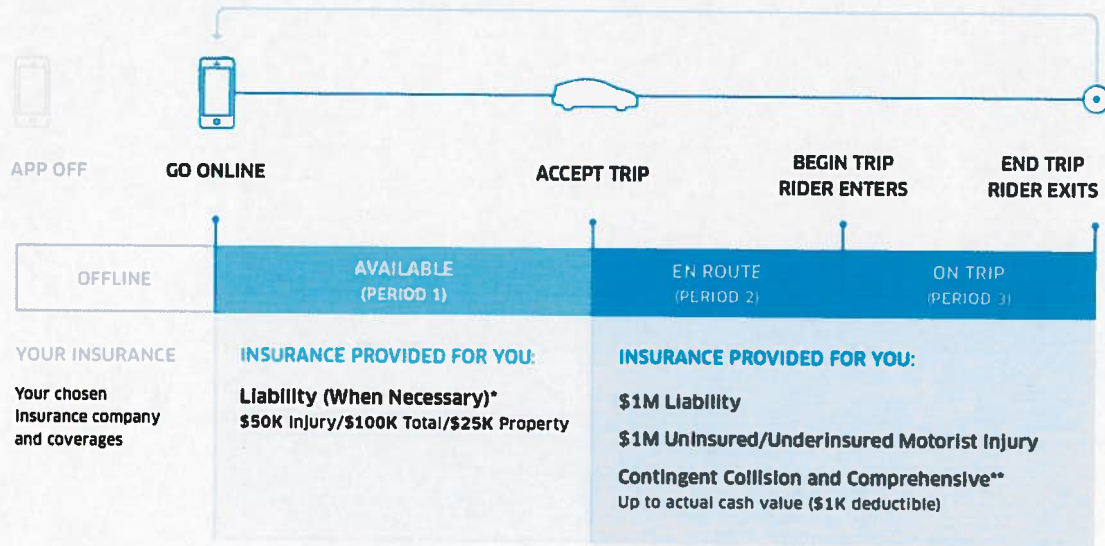 APP OFF
GO ONLINE
ACCEPT TRIP
BEGIN TRIP
RIDER ENTERS
END TRIP
RIDER EXITS
OFFLINE
AVAILABLE
(PERIOD 1)
EN ROUTE
(PERIOD 2)
ON TRIP
(PERIOD 3)
YOUR INSURANCE
Your chosen
Insurance company
and coverages
INSURANCE PROVIDED FOR YOU:
Liability (When Necessary)*
$50K Injury/$100K Total/$25K Property
INSURANCE PROVIDED FOR YOU:
$1M Liability
$1M Uninsured/Underinsured Motorist Injury
Contingent Collision and Comprehensive**
Up to actual cash value ($1K deductible)